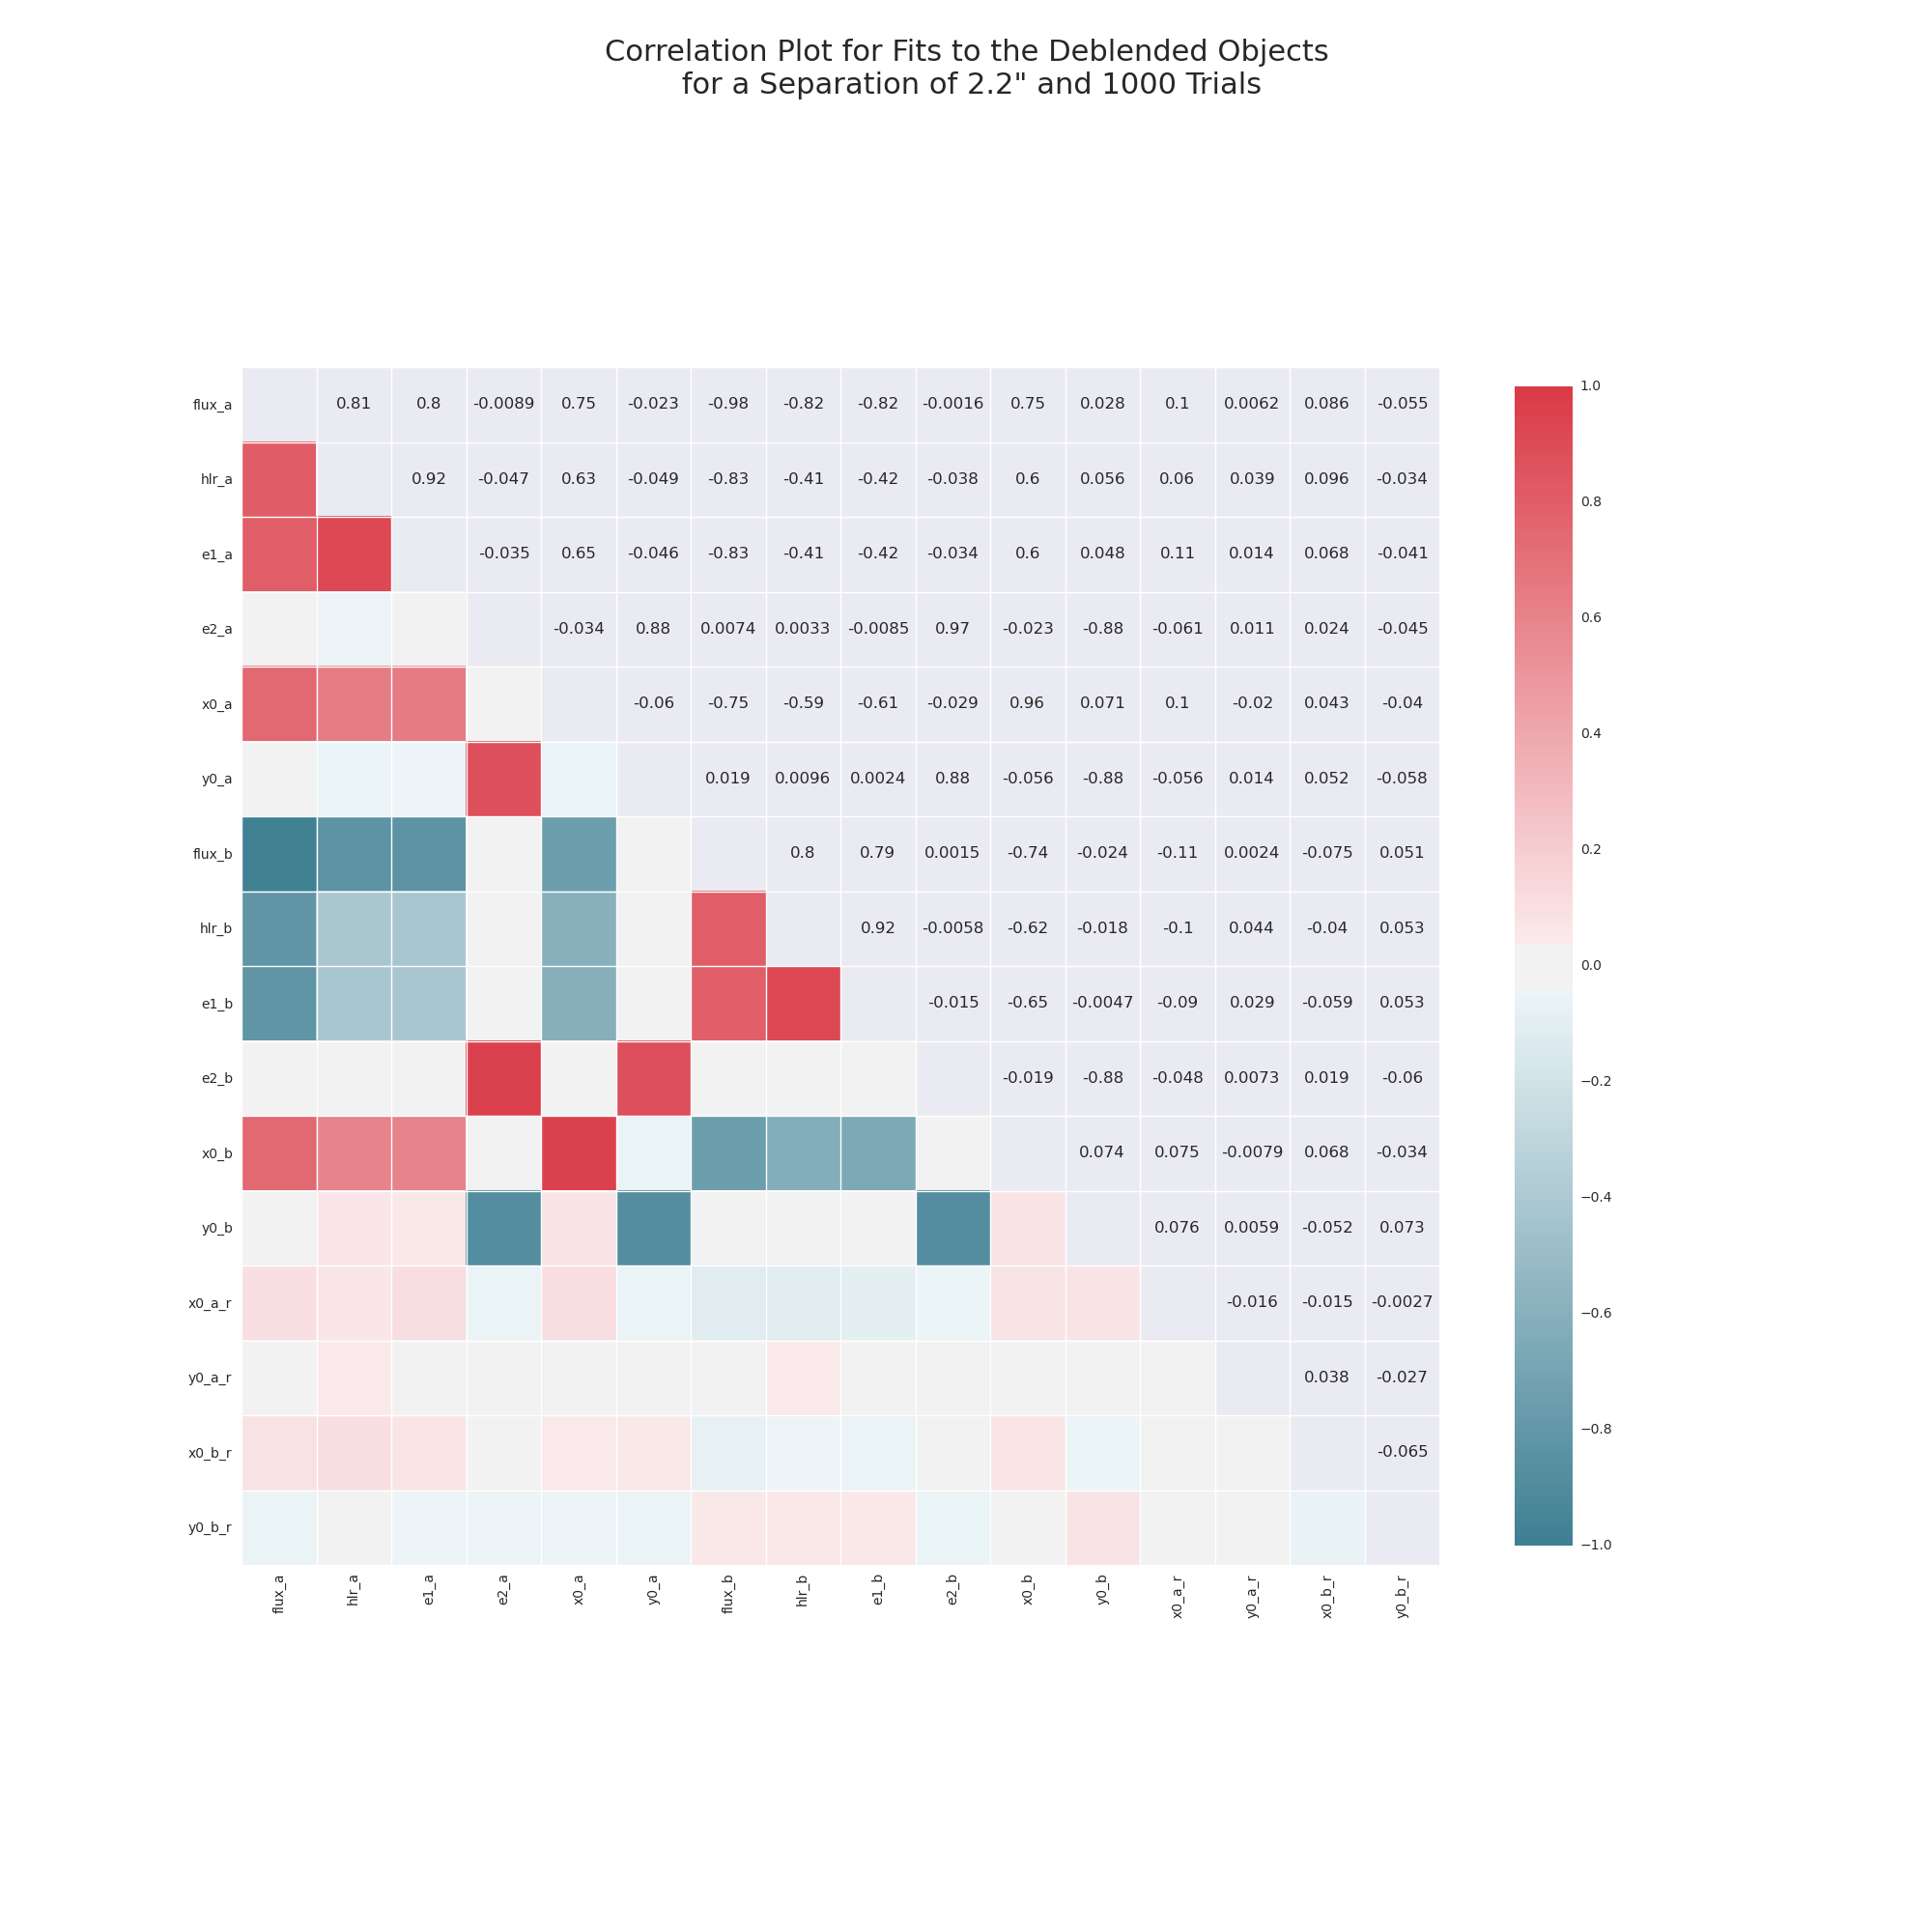 Correlation Plot for Fits to the Deblended Objects
for a Separation of 2.2" and 1000 Trials
flux_a 0.81 0.8 -0.0089 0.75 -0.023 -0.98 -0.82 -0.82 -0.0016 0.75 0.028 0.1 0.0062 0.086 -0.055
hlr_a 0.92 -0.047 0.63 -0.049 -0.83 -0.41 -0.42 -0.038 0.6 0.056 0.06 0.039 0.096 -0.034
e1_a -0.035 0.65 -0.046 -0.83 -0.41 -0.42 -0.034 0.6 0.048 0.11 0.014 0.068 -0.041
e2_a -0.034 0.88 0.0074 0.0033 -0.0085 0.97 -0.023 -0.88 -0.061 0.011 0.024 -0.045
x0_a -0.06 -0.75 -0.59 -0.61 -0.029 0.96 0.071 0.1 -0.02 0.043 -0.04
y0_a 0.019 0.0096 0.0024 0.88 -0.056 -0.88 -0.056 0.014 0.052 -0.058
flux_b 0.8 0.79 0.0015 -0.74 -0.024 -0.11 0.0024 -0.075 0.051
hlr_b 0.92 -0.0058 -0.62 -0.018 -0.1 0.044 -0.04 0.053
e1_b -0.015 -0.65 -0.0047 -0.09 0.029 -0.059 0.053
e2_b -0.019 -0.88 -0.048 0.0073 0.019 -0.06
x0_b 0.074 0.075 -0.0079 0.068 -0.034
y0_b 0.076 0.0059 -0.052 0.073
x0_a_r -0.016 -0.015 -0.0027
y0_a_r 0.038 -0.027
x0_b_r -0.065
y0_b_r
flux_a hlr_a e1_a e2_a x0_a y0_a flux_b hlr_b e1_b e2_b x0_b y0_b x0_a_r y0_a_r x0_b_r y0_b_r
1.0
0.8
0.6
0.4
0.2
0.0
−0.2
−0.4
−0.6
−0.8
−1.0